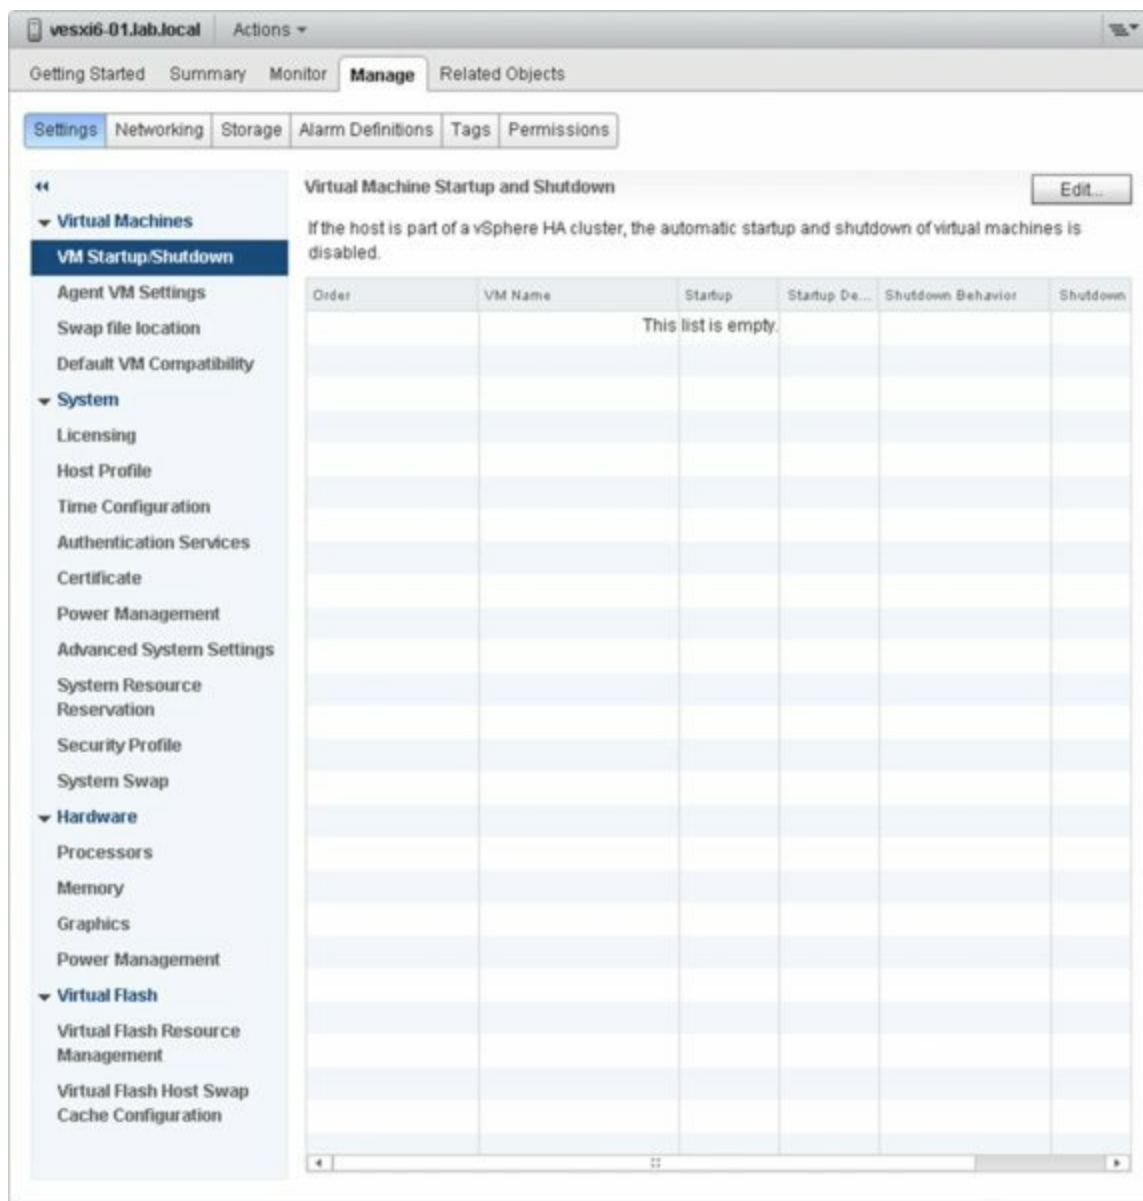 vesxi6-01.lab.local Actions
Getting Started Summary Monitor Manage Related Objects
Settings Networking Storage Alarm Definitions Tags Permissions
Virtual Machines
VM Startup/Shutdown
Agent VM Settings
Swap file location
Default VM Compatibility
System
Licensing
Host Profile
Time Configuration
Authentication Services
Certificate
Power Management
Advanced System Settings
System Resource
Reservation
Security Profile
System Swap
Hardware
Processors
Memory
Graphics
Power Management
Virtual Flash
Virtual Flash Resource
Management
Virtual Flash Host Swap
Cache Configuration
Virtual Machine Startup and Shutdown Edit...
If the host is part of a vSphere HA cluster, the automatic startup and shutdown of virtual machines is
disabled.
Order VM Name Startup Startup De... Shutdown Behavior Shutdown
This list is empty.